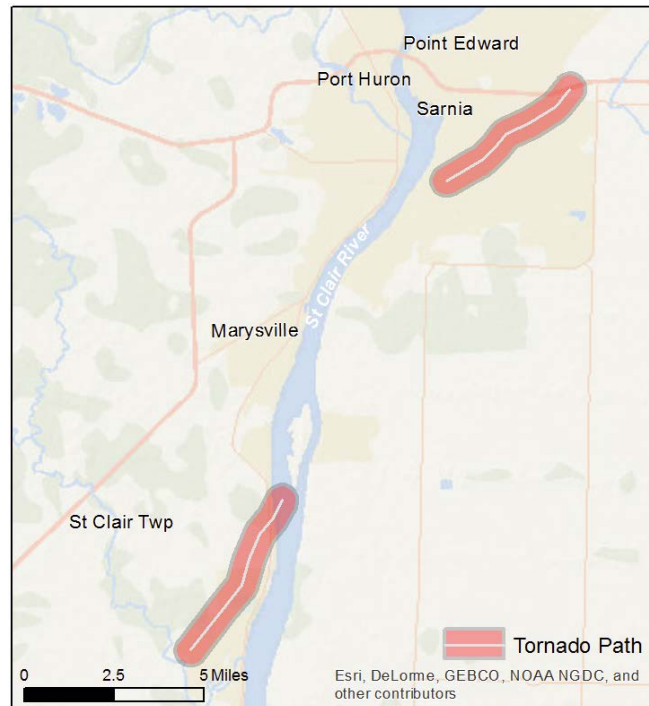 Point Edward
Port Huron
Sarnia
St Clair River
Marysville
St Clair Twp
Tornado Path
0 2.5 5 Miles
Esri, DeLorme, GEBCO, NOAA NGDC, and
other contributors